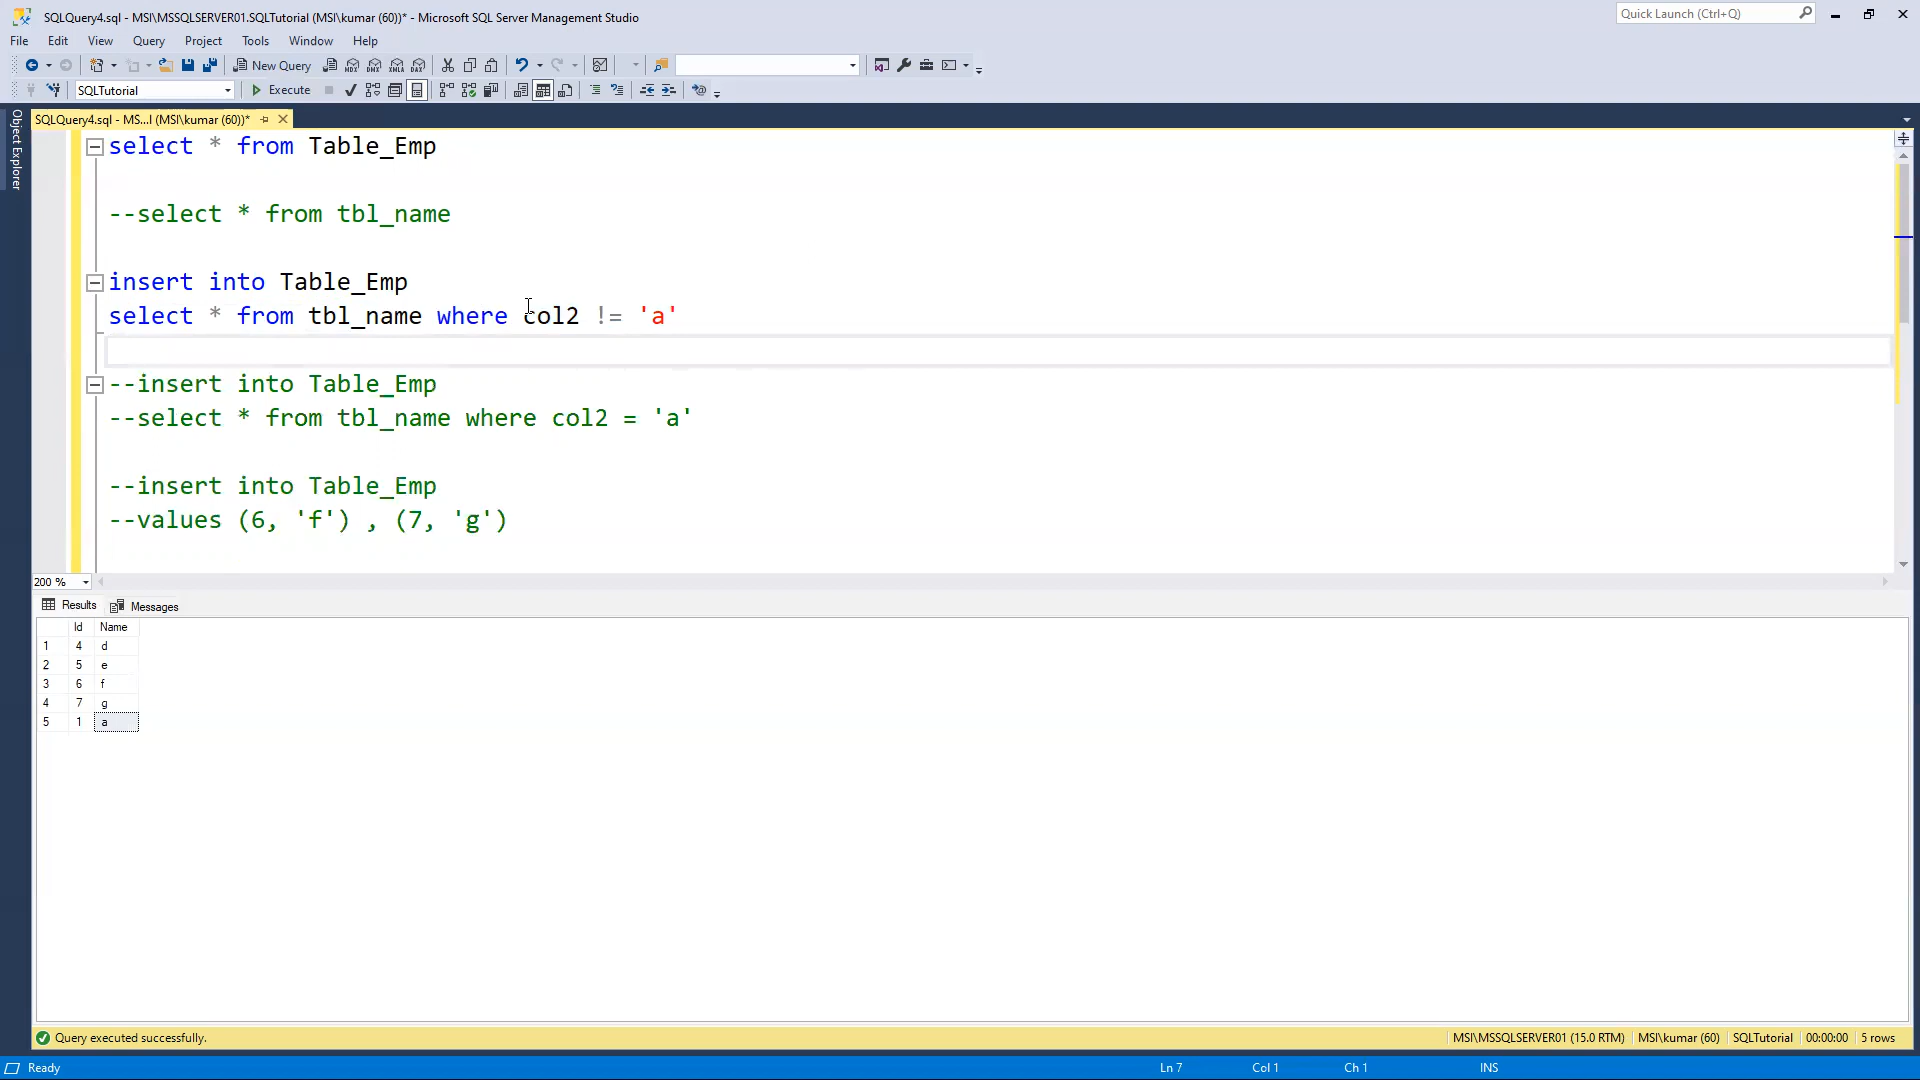 SQLQuery4.sql - MSI\MSSQLSERVER01.SQLTutorial (MSI\kumar (60))* - Microsoft SQL Server Management Studio
Quick Launch (Ctrl+Q)
File Edit View Query Project Tools Window Help
New Query
SQLTutorial
Execute
Object Explorer
SQLQuery4.sql - MS...l (MSI\kumar (60))*
select * from Table_Emp
--select * from tbl_name
insert into Table_Emp
select * from tbl_name where col2 != 'a'
--insert into Table_Emp
--select * from tbl_name where col2 = 'a'
--insert into Table_Emp
--values (6, 'f') , (7, 'g')
200 %
Results Messages
Id Name
1 4 d
2 5 e
3 6 f
4 7 g
5 1 a
Query executed successfully.
MSI\MSSQLSERVER01 (15.0 RTM) MSI\kumar (60) SQLTutorial 00:00:00 5 rows
Ready
Ln 7 Col 1 Ch 1 INS